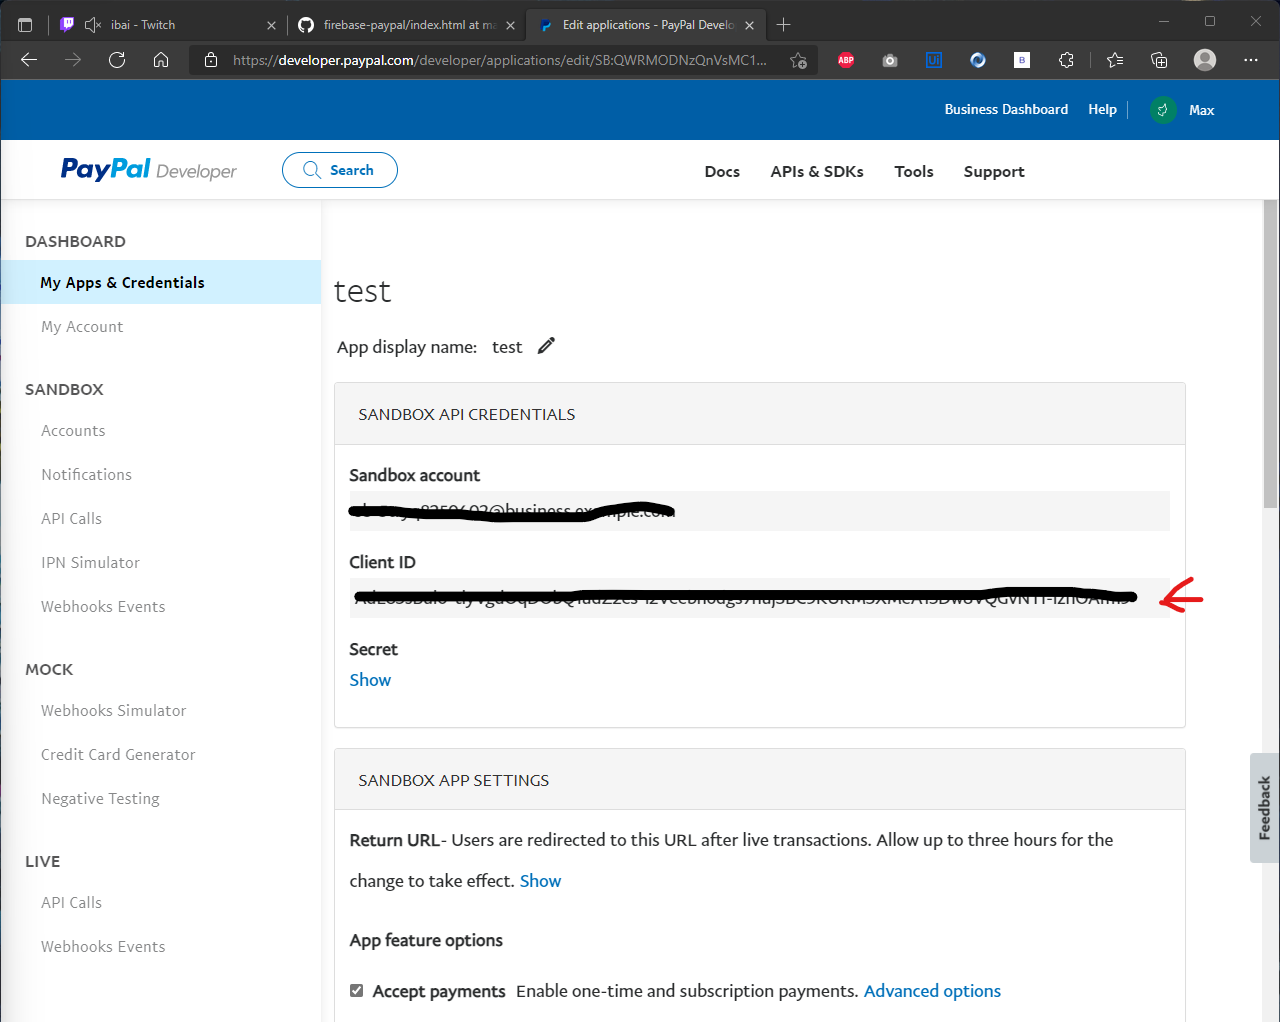 ibai - Twitch
firebase-paypal/index.html at ma
Edit applications - PayPal Develo
https://developer.paypal.com/developer/applications/edit/SB:QWRMODNzQnVsMC1...
ABP
B
Business Dashboard Help Max
PayPal Developer
Search
Docs APIs & SDKs Tools Support
DASHBOARD
My Apps & Credentials
My Account
SANDBOX
Accounts
Notifications
API Calls
IPN Simulator
Webhooks Events
MOCK
Webhooks Simulator
Credit Card Generator
Negative Testing
LIVE
API Calls
Webhooks Events
test
App display name: test
SANDBOX API CREDENTIALS
Sandbox account
Client ID
Secret
Show
SANDBOX APP SETTINGS
Return URL- Users are redirected to this URL after live transactions. Allow up to three hours for the
change to take effect. Show
App feature options
Accept payments Enable one-time and subscription payments. Advanced options
Feedback